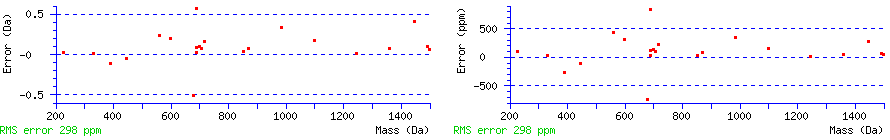 Error (Da)
0.5
-0
-0.5
200 400 600 800 1000 1200 1400
RMS error 298 ppm Mass (Da)
Error (ppm)
500
0
-500
200 400 600 800 1000 1200 1400
RMS error 298 ppm Mass (Da)